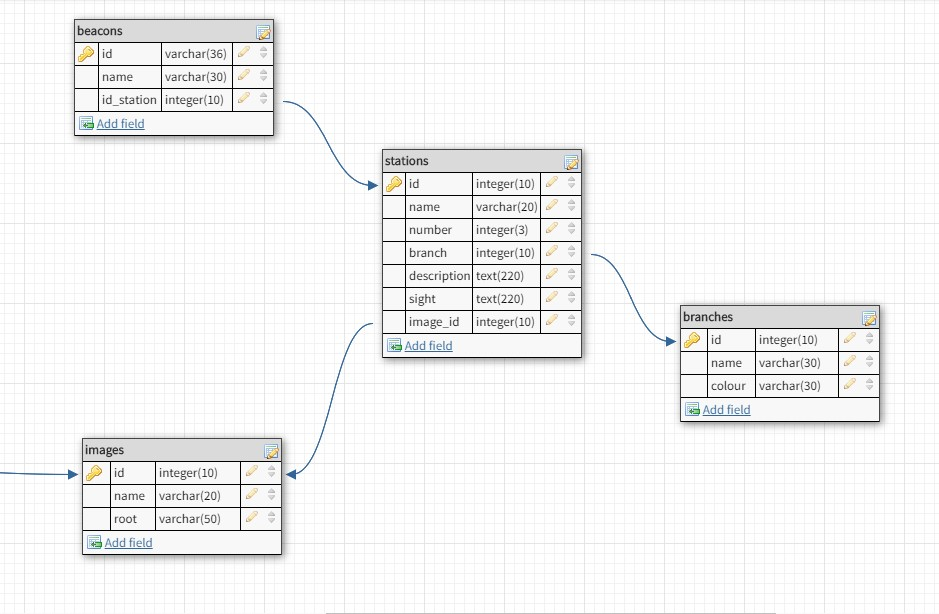 beacons
id varchar(36)
name varchar(30)
id_station integer(10)
Add field
stations
id integer(10)
name varchar(20)
number integer(3)
branch integer(10)
description text(220)
sight text(220)
image_id integer(10)
Add field
branches
id integer(10)
name varchar(30)
colour varchar(30)
Add field
images
id integer(10)
name varchar(20)
root varchar(50)
Add field